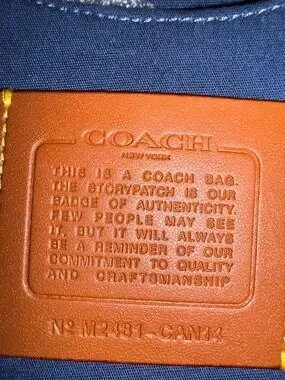 COACH
NEW YORK
THIS IS A COACH BAG.
THE STORYPATCH IS OUR
BADGE OF AUTHENTICITY.
FEW PEOPLE MAY SEE
IT, BUT IT WILL ALWAYS
BE A REMINDER OF OUR
COMMITMENT TO QUALITY
AND CRAFTSMANSHIP
Nº M2481-CAN14